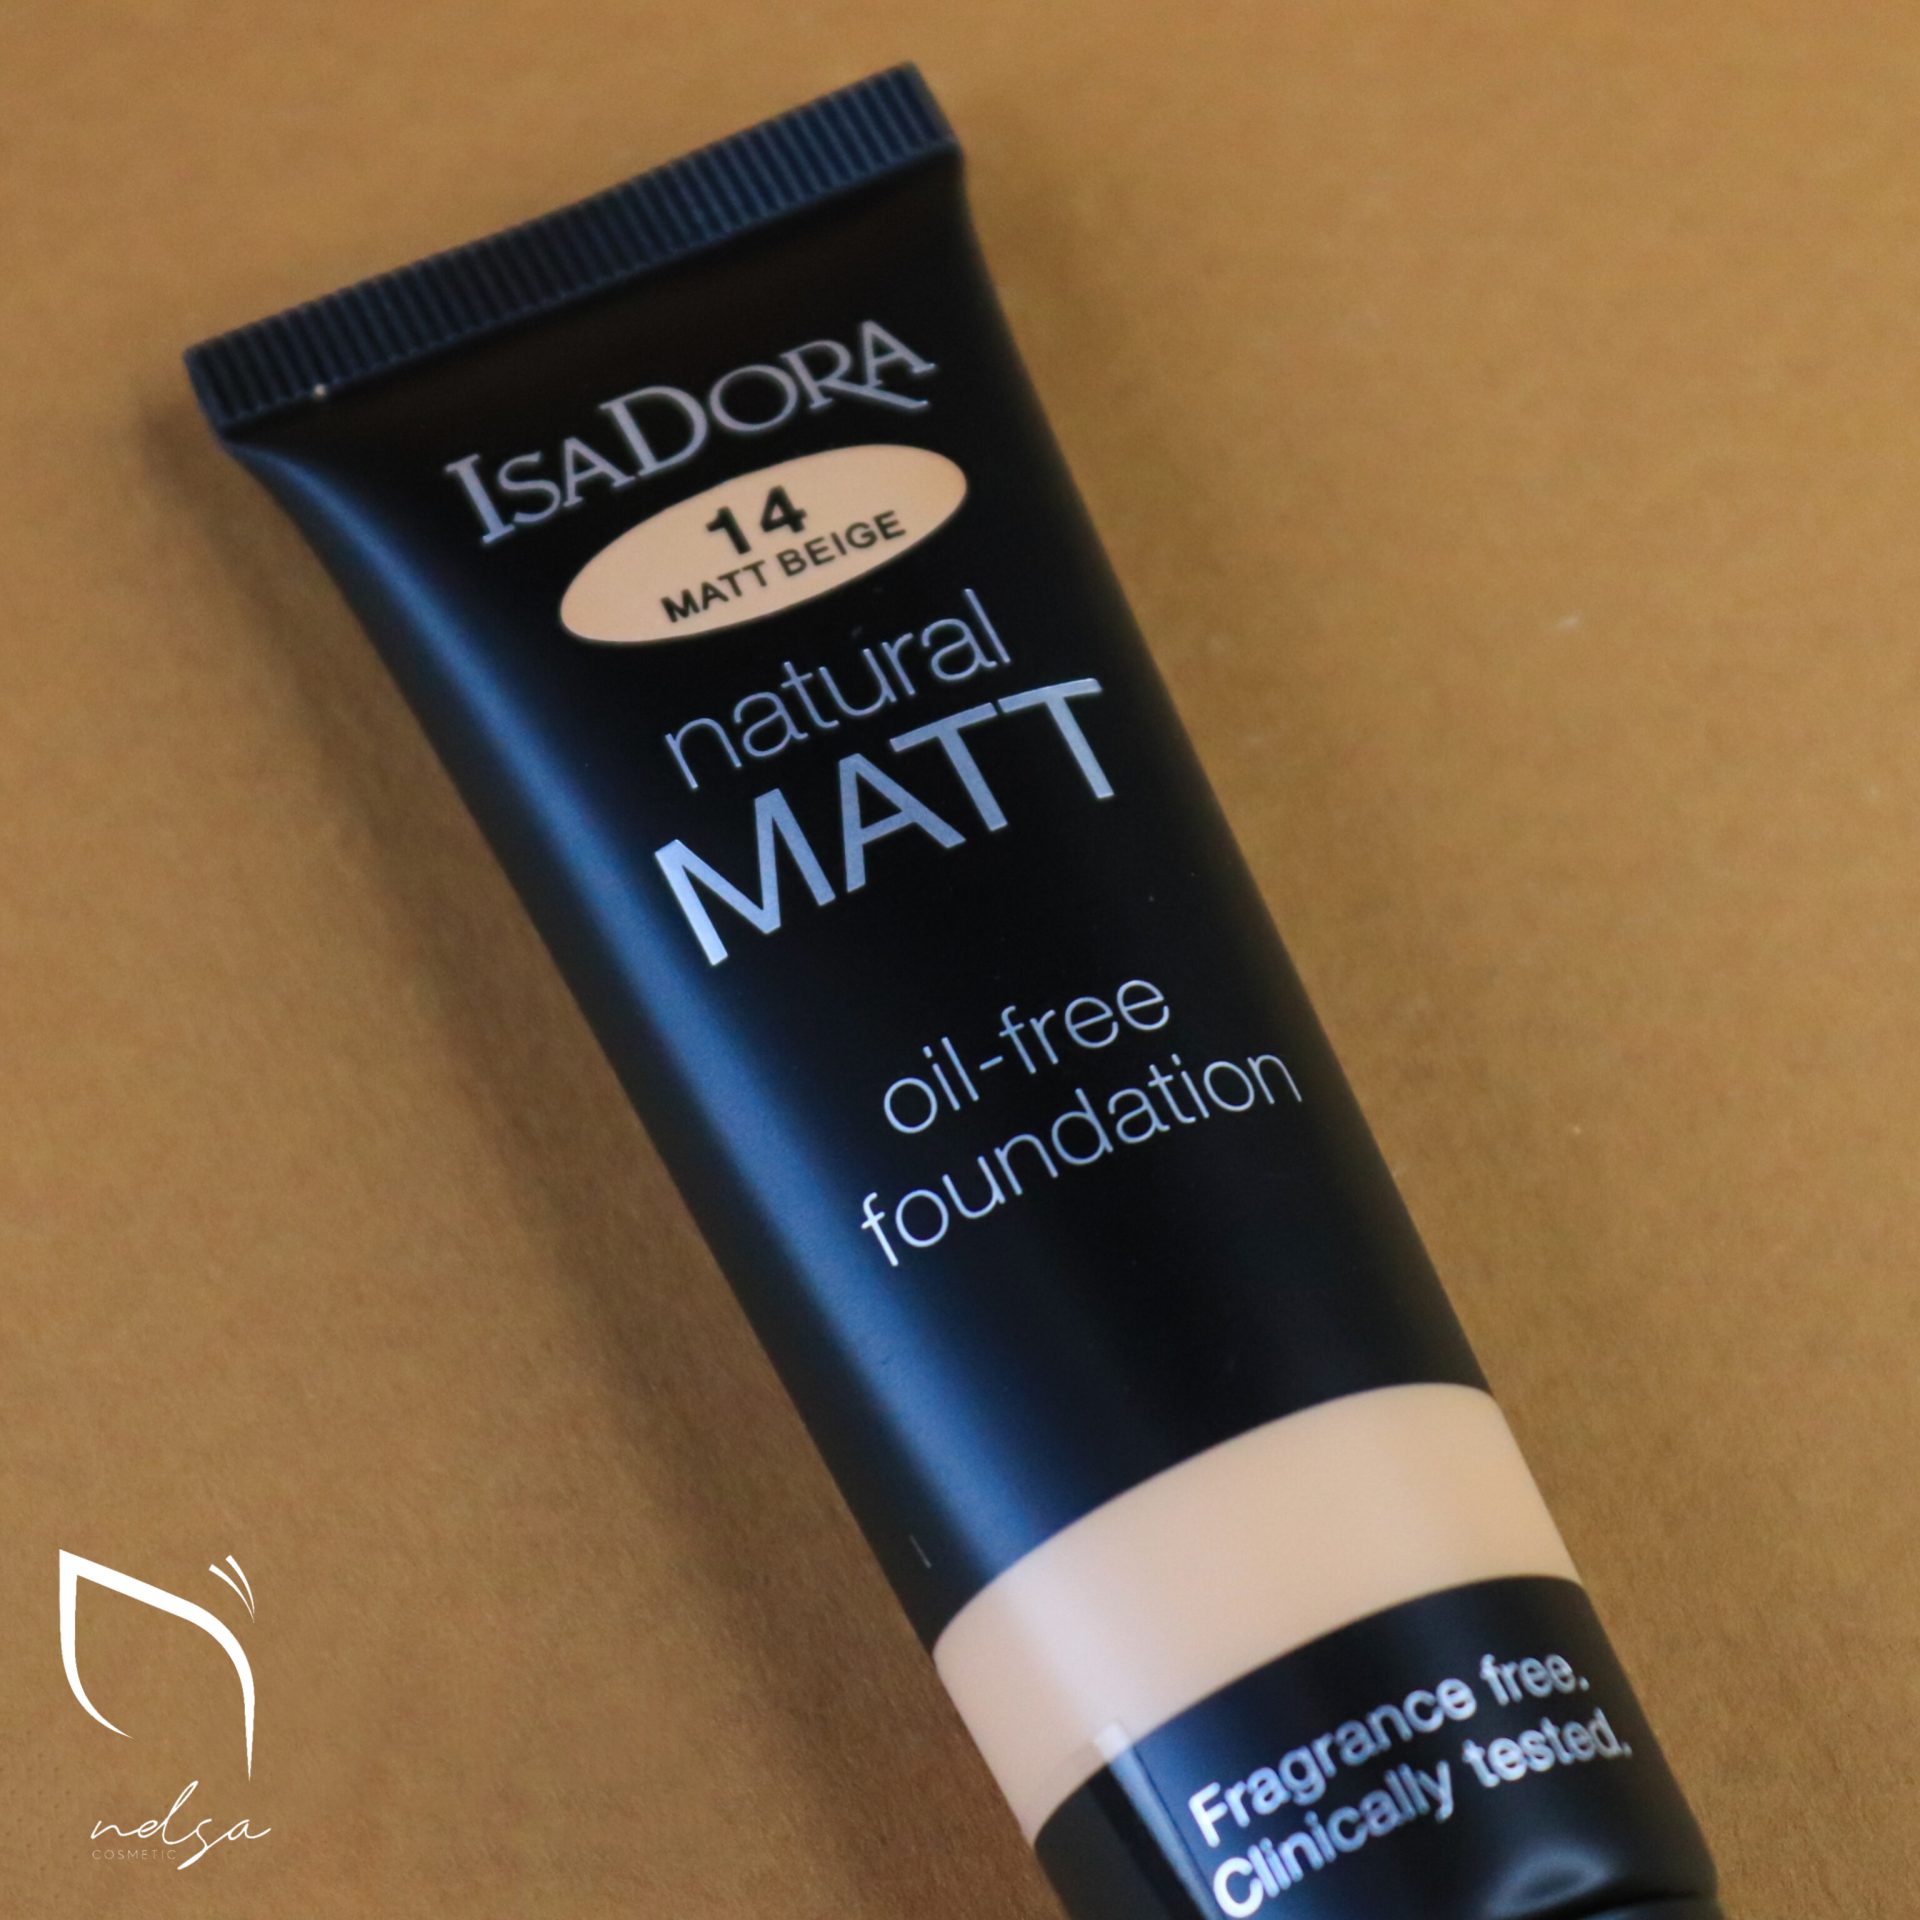 ISADORA
14
MATT BEIGE
natural
MATT
oil-free
foundation
Fragrance free.
Clinically tested.
nelsa
COSMETIC